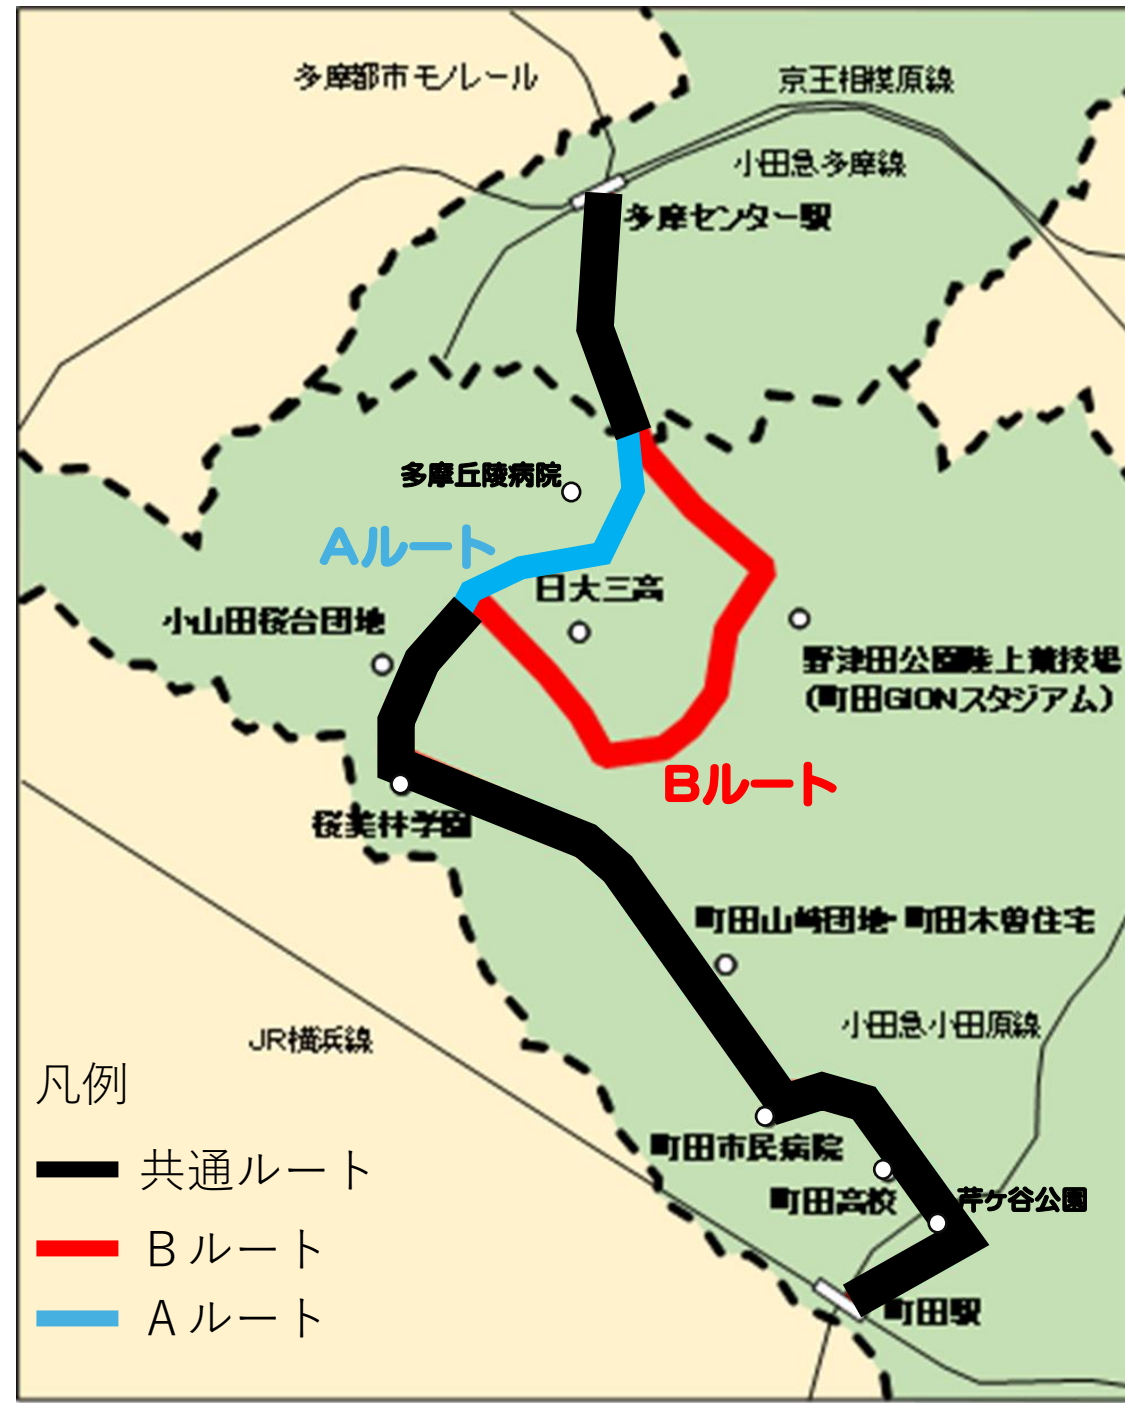 多摩都市モノレール
京王相模原線
小田急多摩線
多摩センター駅
多摩丘陵病院
Aルート
日大三高
小山田桜台団地
野津田公園陸上競技場
(町田GIONスタジアム)
Bルート
桜美林学園
町田山崎団地・町田木曽住宅
小田急小田原線
JR横浜線
町田市民病院
町田高校
芹ケ谷公園
町田駅
凡例
共通ルート
Bルート
Aルート